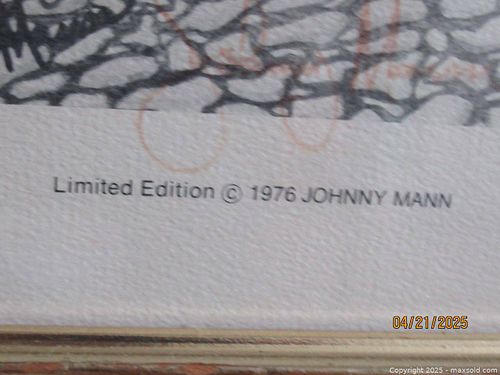 Limited Edition © 1976 JOHNNY MANN
04/21/2025
Copyright 2025 - maxsold.com